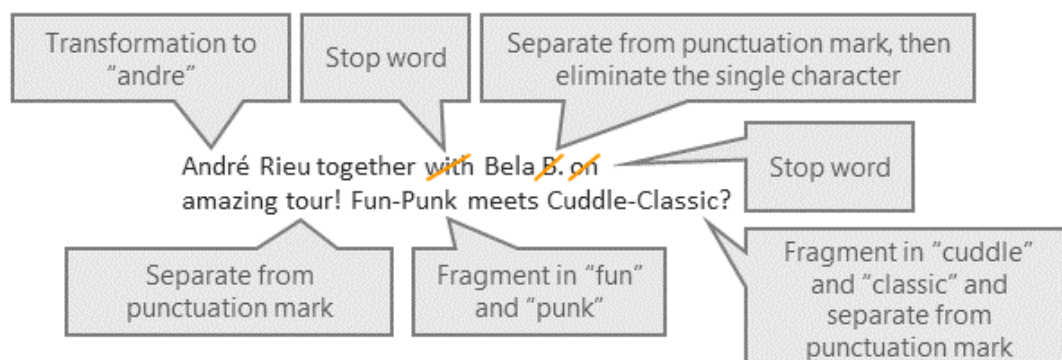 Transformation to
“andre”
Stop word
Separate from punctuation mark, then
eliminate the single character
André Rieu together with Bela B. on
amazing tour! Fun-Punk meets Cuddle-Classic?
Stop word
Separate from
punctuation mark
Fragment in “fun”
and “punk”
Fragment in “cuddle”
and “classic” and
separate from
punctuation mark